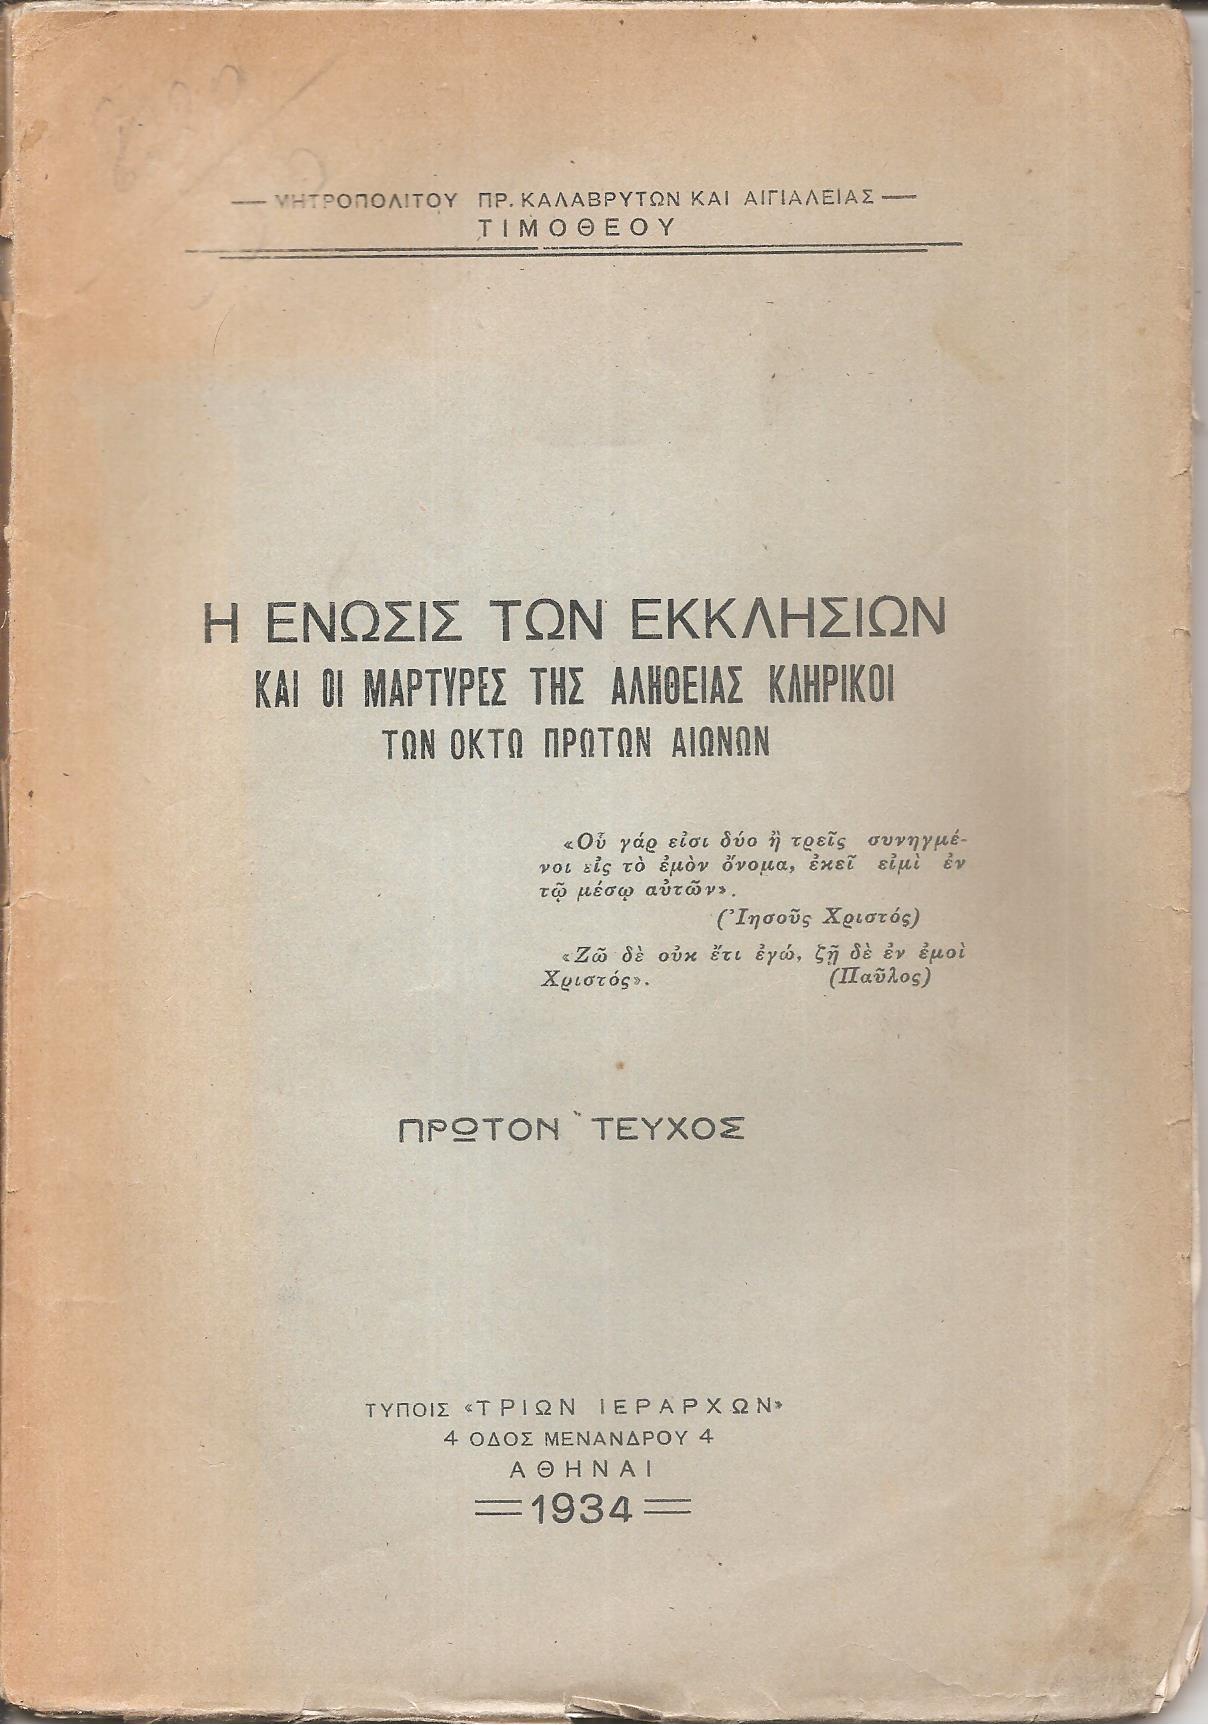 — ΜΗΤΡΟΠΟΛΙΤΟΥ ΠΡ. ΚΑΛΑΒΡΥΤΩΝ ΚΑΙ ΑΙΓΙΑΛΕΙΑΣ —
ΤΙΜΟΘΕΟΥ
Η ΕΝΩΣΙΣ ΤΩΝ ΕΚΚΛΗΣΙΩΝ
ΚΑΙ ΟΙ ΜΑΡΤΥΡΕΣ ΤΗΣ ΑΛΗΘΕΙΑΣ ΚΛΗΡΙΚΟΙ
ΤΩΝ ΟΚΤΩ ΠΡΩΤΩΝ ΑΙΩΝΩΝ
«Οὗ γάρ εἰσι δύο ἢ τρεῖς συνηγμέ-
νοι εἰς τὸ ἐμὸν ὄνομα, ἐκεῖ εἰμὶ ἐν
τῷ μέσῳ αὐτῶν».
(Ἰησοῦς Χριστός)
«Ζῶ δὲ οὐκ ἔτι ἐγώ, ζῇ δὲ ἐν ἐμοὶ
Χριστός». (Παῦλος)
ΠΡΩΤΟΝ ΤΕΥΧΟΣ
ΤΥΠΟΙΣ «ΤΡΙΩΝ ΙΕΡΑΡΧΩΝ»
4 ΟΔΟΣ ΜΕΝΑΝΔΡΟΥ 4
ΑΘΗΝΑΙ
1934